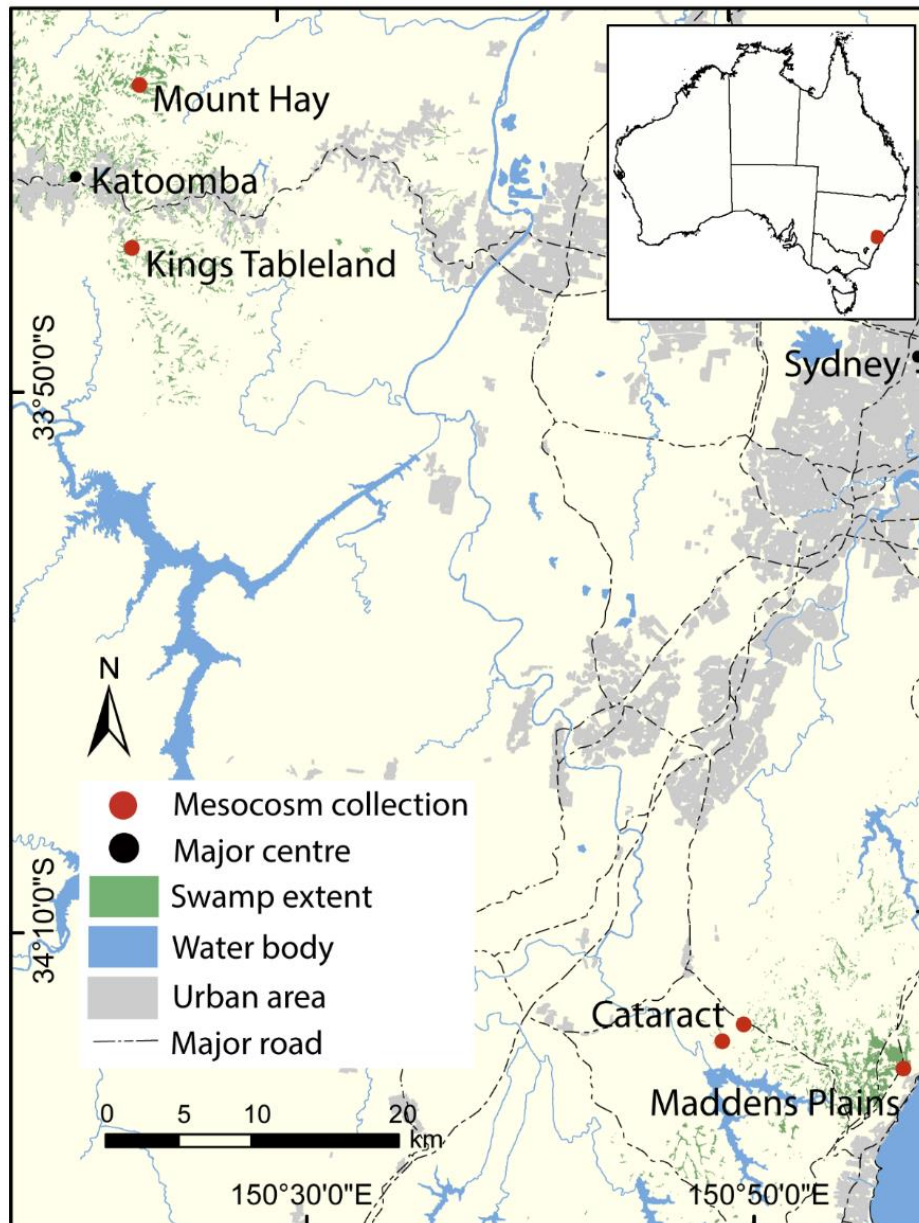 Mount Hay
Katoomba
Kings Tableland
Sydney
33°50'0"S
N
Mesocosm collection
Major centre
Swamp extent
Water body
Urban area
Major road
34°10'0"S
Cataract
Maddens Plains
0 5 10 20
km
150°30'0"E
150°50'0"E